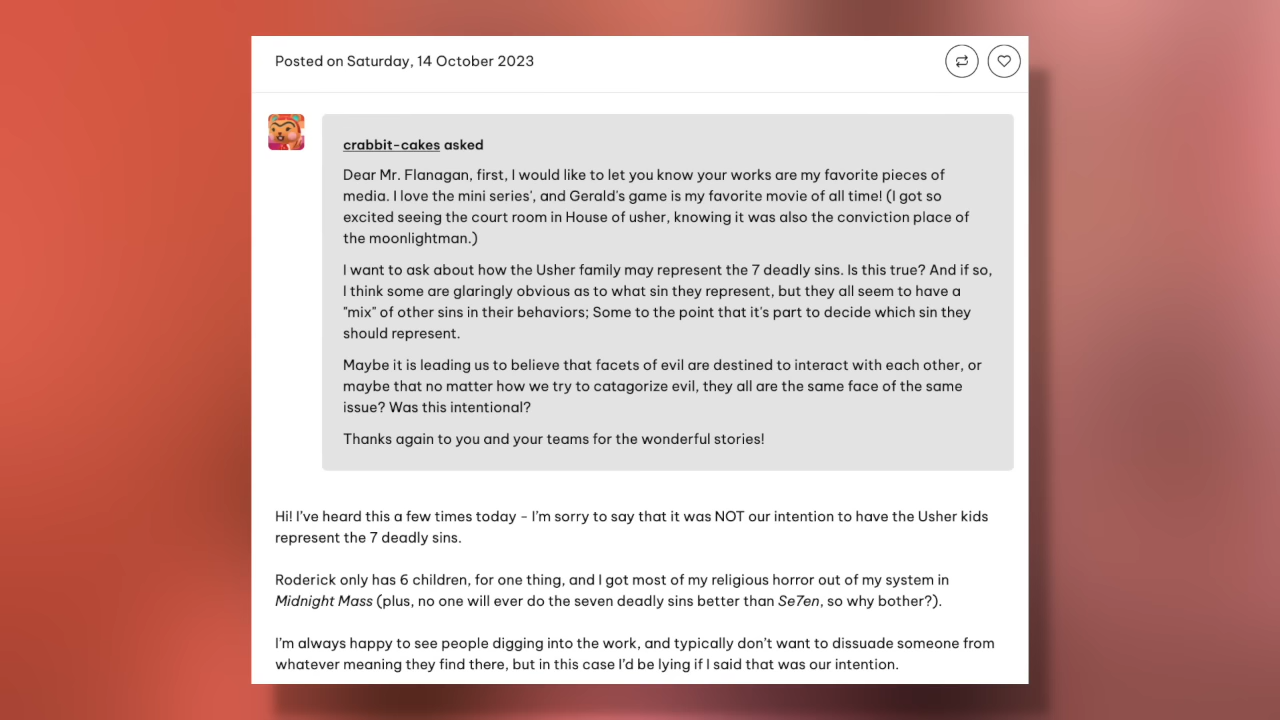 Posted on Saturday, 14 October 2023
crabbit-cakes asked
Dear Mr. Flanagan, first, I would like to let you know your works are my favorite pieces of
media. I love the mini series', and Gerald's game is my favorite movie of all time! (I got so
excited seeing the court room in House of usher, knowing it was also the conviction place of
the moonlightman.)
I want to ask about how the Usher family may represent the 7 deadly sins. Is this true? And if so,
I think some are glaringly obvious as to what sin they represent, but they all seem to have a
"mix" of other sins in their behaviors; Some to the point that it's part to decide which sin they
should represent.
Maybe it is leading us to believe that facets of evil are destined to interact with each other, or
maybe that no matter how we try to catagorize evil, they all are the same face of the same
issue? Was this intentional?
Thanks again to you and your teams for the wonderful stories!
Hi! I've heard this a few times today - I'm sorry to say that it was NOT our intention to have the Usher kids
represent the 7 deadly sins.
Roderick only has 6 children, for one thing, and I got most of my religious horror out of my system in
Midnight Mass (plus, no one will ever do the seven deadly sins better than Se7en, so why bother?).
I'm always happy to see people digging into the work, and typically don't want to dissuade someone from
whatever meaning they find there, but in this case I'd be lying if I said that was our intention.